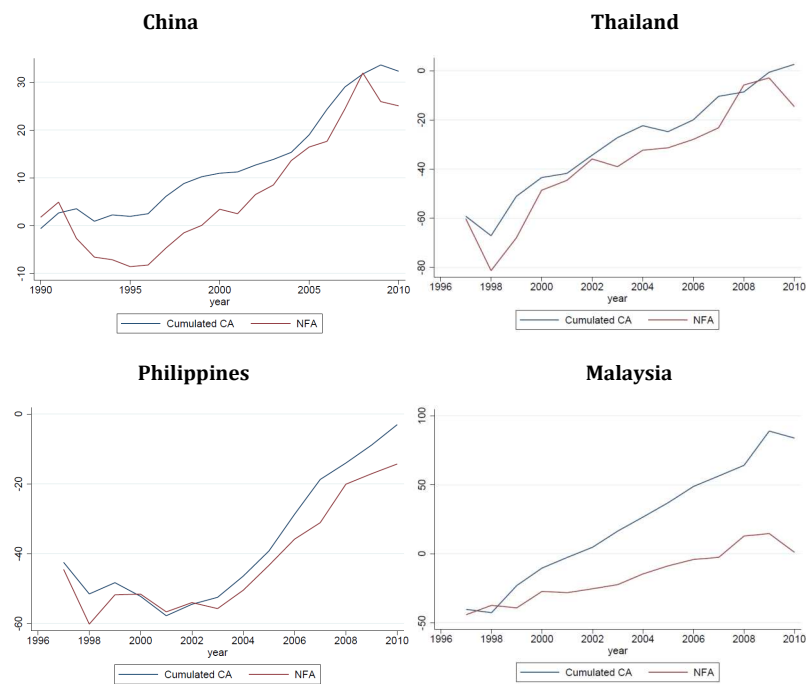 China
30
20
10
0
-10
1990
1995
2000
2005
2010
year
Cumulated CA
NFA
Thailand
0
-20
-40
-60
-80
1996
1998
2000
2002
2004
2006
2008
2010
year
Cumulated CA
NFA
Philippines
0
-20
-40
-60
1996
1998
2000
2002
2004
2006
2008
2010
year
Cumulated CA
NFA
Malaysia
100
50
0
-50
1996
1998
2000
2002
2004
2006
2008
2010
year
Cumulated CA
NFA